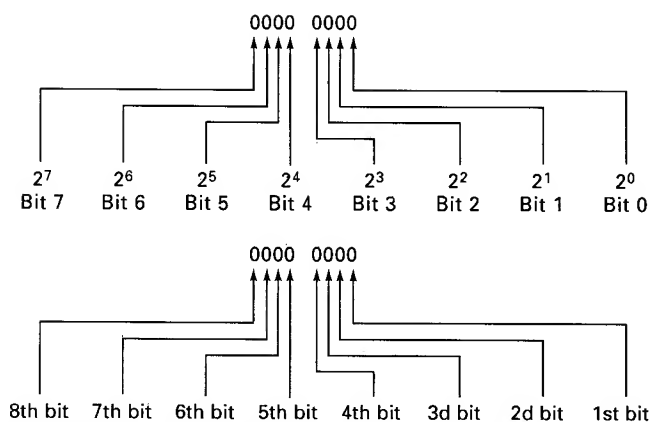 0000 0000
2⁷ 2⁶ 2⁵ 2⁴ 2³ 2² 2¹ 2⁰
Bit 7 Bit 6 Bit 5 Bit 4 Bit 3 Bit 2 Bit 1 Bit 0
0000 0000
8th bit 7th bit 6th bit 5th bit 4th bit 3d bit 2d bit 1st bit